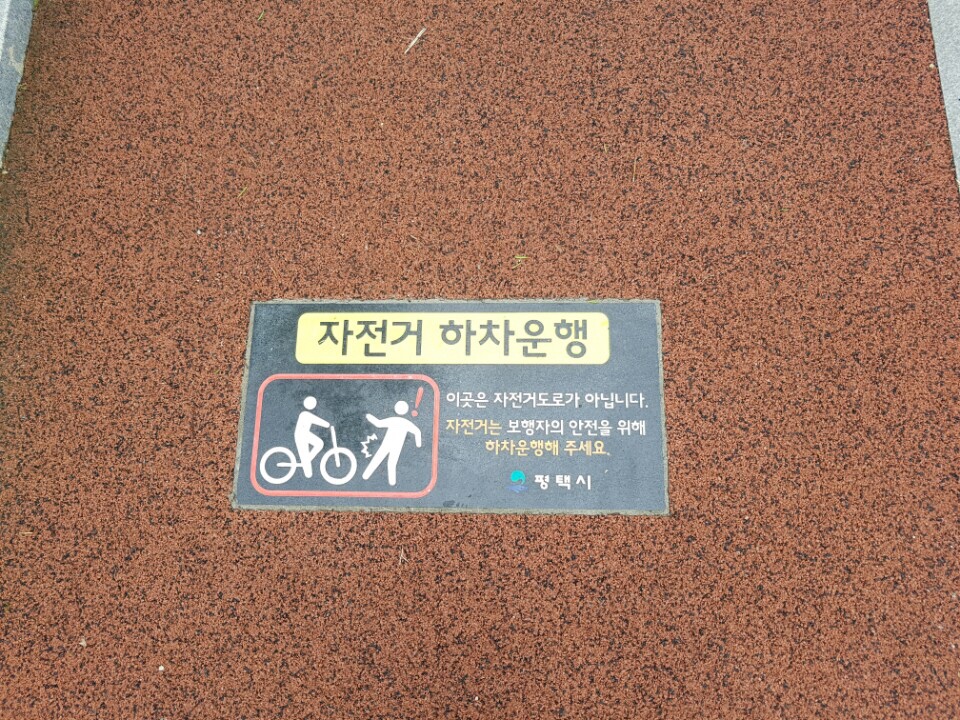 자전거 하차운행
이곳은 자전거도로가 아닙니다.
자전거는 보행자의 안전을 위해
하차운행해 주세요.
평택시